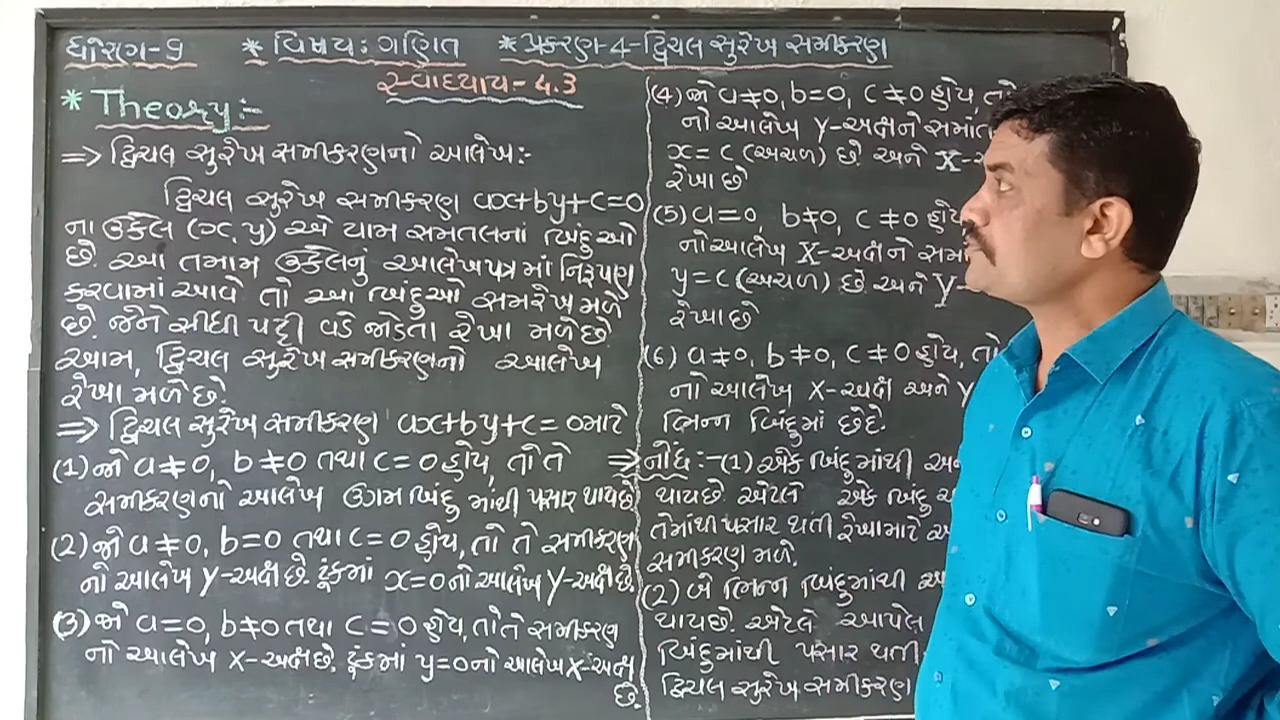 ધોરણ-9 * વિષય: ગણિત * પ્રકરણ-4-દ્વિચલ સુરેખ સમીકરણ
સ્વાધ્યાય-4.3
* Theory:-
=> દ્વિચલ સુરેખ સમીકરણનો આલેખ:-
દ્વિચલ સુરેખ સમીકરણ ax+by+c=0
ના ઉકેલ (x, y) એ યામ સમતલનાં બિંદુઓ
છે. આ તમામ ઉકેલનું આલેખપત્રમાં નિરૂપણ
કરવામાં આવે તો આ બિંદુઓ સમરેખ મળે
છે. જેને સીધી પટ્ટી વડે જોડતા રેખા મળે છે.
આમ, દ્વિચલ સુરેખ સમીકરણનો આલેખ
રેખા મળે છે.
=> દ્વિચલ સુરેખ સમીકરણ ax+by+c=0 માટે
(1) જો a≠0, b≠0 તથા c=0 હોય, તો તે
સમીકરણનો આલેખ ઉગમબિંદુ માંથી પસાર થાય છે.
(2) જો a≠0, b=0 તથા c=0 હોય, તો તે સમીકરણ
નો આલેખ Y-અક્ષ છે. ટૂંકમાં x=0 નો આલેખ Y-અક્ષ છે.
(3) જો a=0, b≠0 તથા c=0 હોય, તો તે સમીકરણ
નો આલેખ X-અક્ષ છે. ટૂંકમાં y=0 નો આલેખ X-અક્ષ
છે.
(4) જો a≠0, b=0, c≠0 હોય, તો
નો આલેખ Y-અક્ષને
x=c (અચળ) છે. અને X-
રેખા છે
(5) a=0, b≠0, c≠0
નો આલેખ X-અક્ષને
y=c (અચળ) છે અને Y-
રેખા છે
(6) a≠0, b≠0, c≠0 હોય, તો
નો આલેખ X-અક્ષ અને Y
ભિન્ન બિંદુમાં છેદે.
=> નોંધ:-(1) એક બિંદુમાંથી
થાય છે. એટલે એક બિંદુ
તેમાંથી પસાર થતી રેખા માટે
સમીકરણ મળે.
(2) બે ભિન્ન બિંદુમાંથી
થાય છે. એટલે આપેલ
બિંદુમાંથી પસાર થતી
દ્વિચલ સુરેખ સમીકરણ